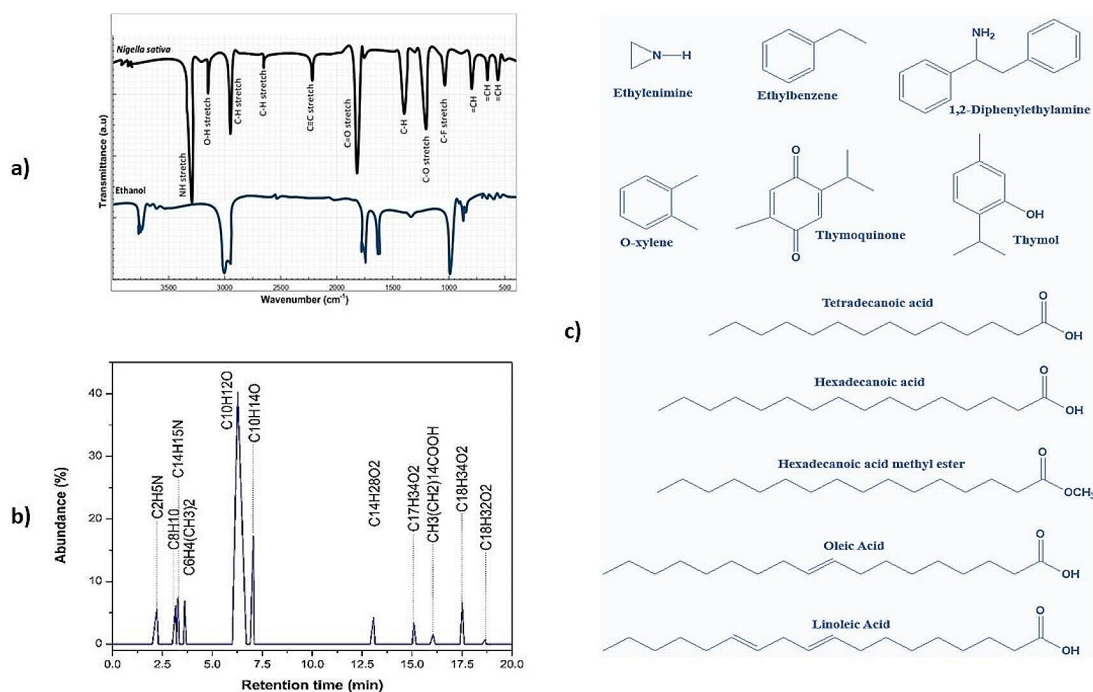 a)
Nigella sativa
NH stretch
O-H stretch
C-H stretch
C-H stretch
C≡C stretch
C=O stretch
C-H
C-O stretch
C-F stretch
=CH
=CH
=CH
Ethanol
Transmittance (a.u)
3500
3000
2500
2000
1500
1000
500
Wavenumber (cm-1)
b)
Abundance (%)
40
30
20
10
0
C2H5N
C8H10
C14H15N
C6H4(CH3)2
C10H12O
C10H14O
C14H28O2
C17H34O2
CH3(CH2)14COOH
C18H34O2
C18H32O2
0.0
2.5
5.0
7.5
10.0
12.5
15.0
17.5
20.0
Retention time (min)
c)
N
H
Ethylenimine
Ethylbenzene
NH2
1,2-Diphenylethylamine
O-xylene
O
O
Thymoquinone
OH
Thymol
Tetradecanoic acid
O
OH
Hexadecanoic acid
O
OH
Hexadecanoic acid methyl ester
O
OCH3
Oleic Acid
O
OH
Linoleic Acid
O
OH